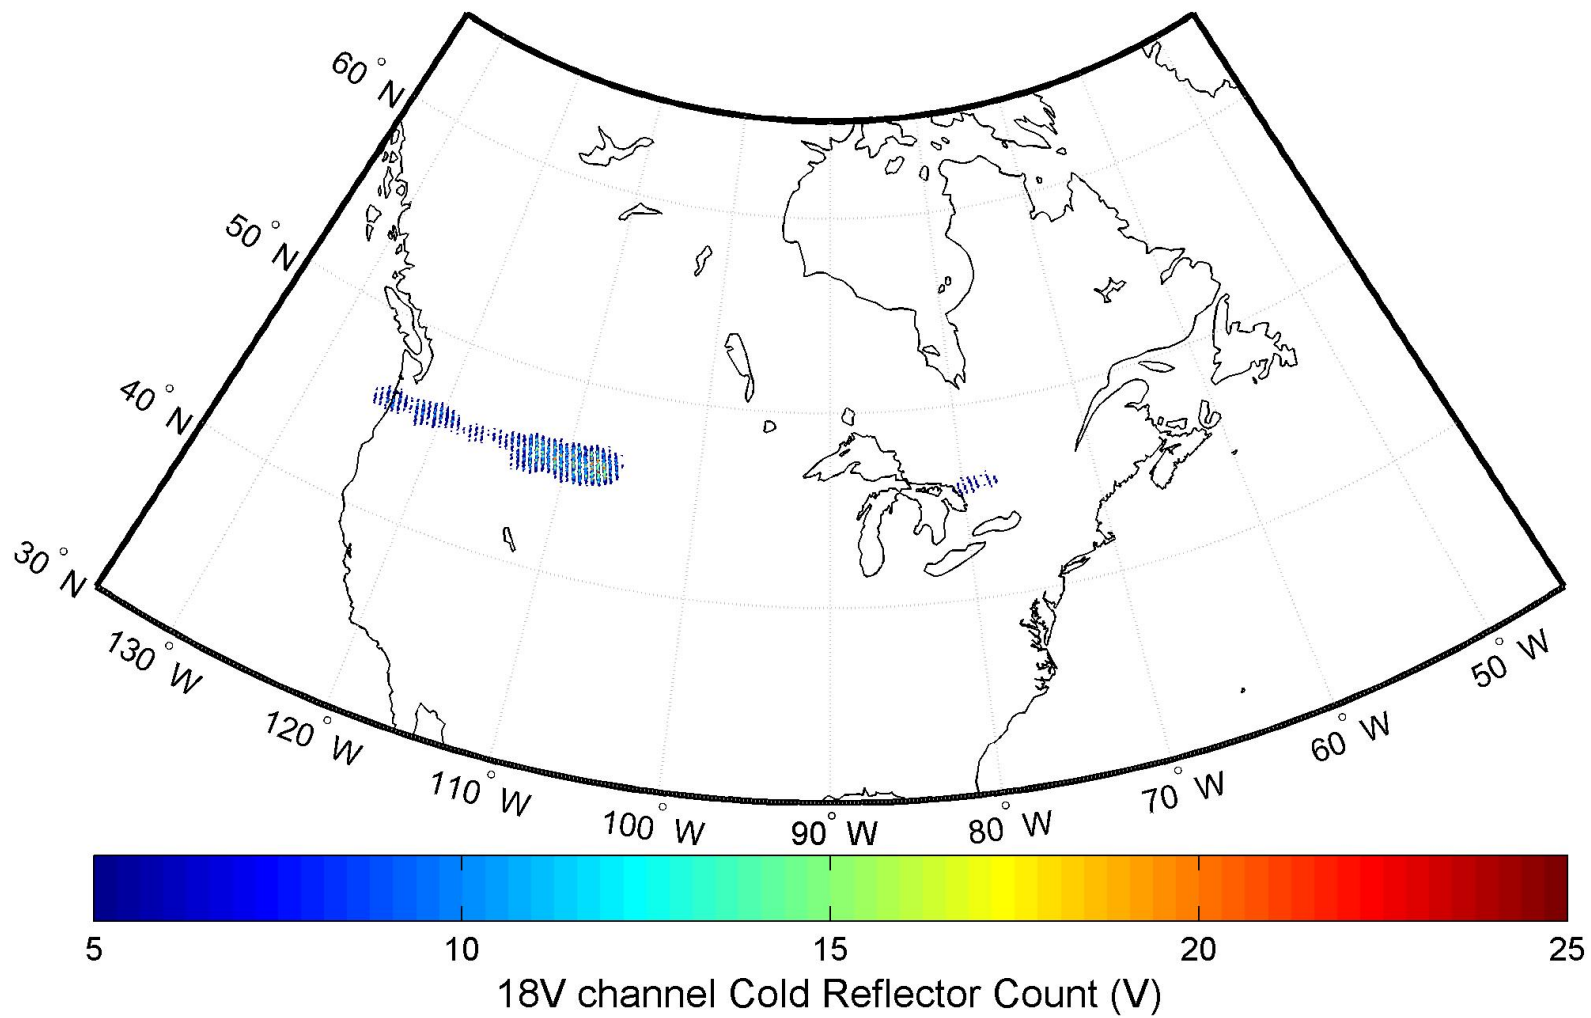 60° N
50° N
40° N
30° N
130° W
120° W
110° W
100° W
90° W
80° W
70° W
60° W
50° W
5 10 15 20 25
18V channel Cold Reflector Count (V)